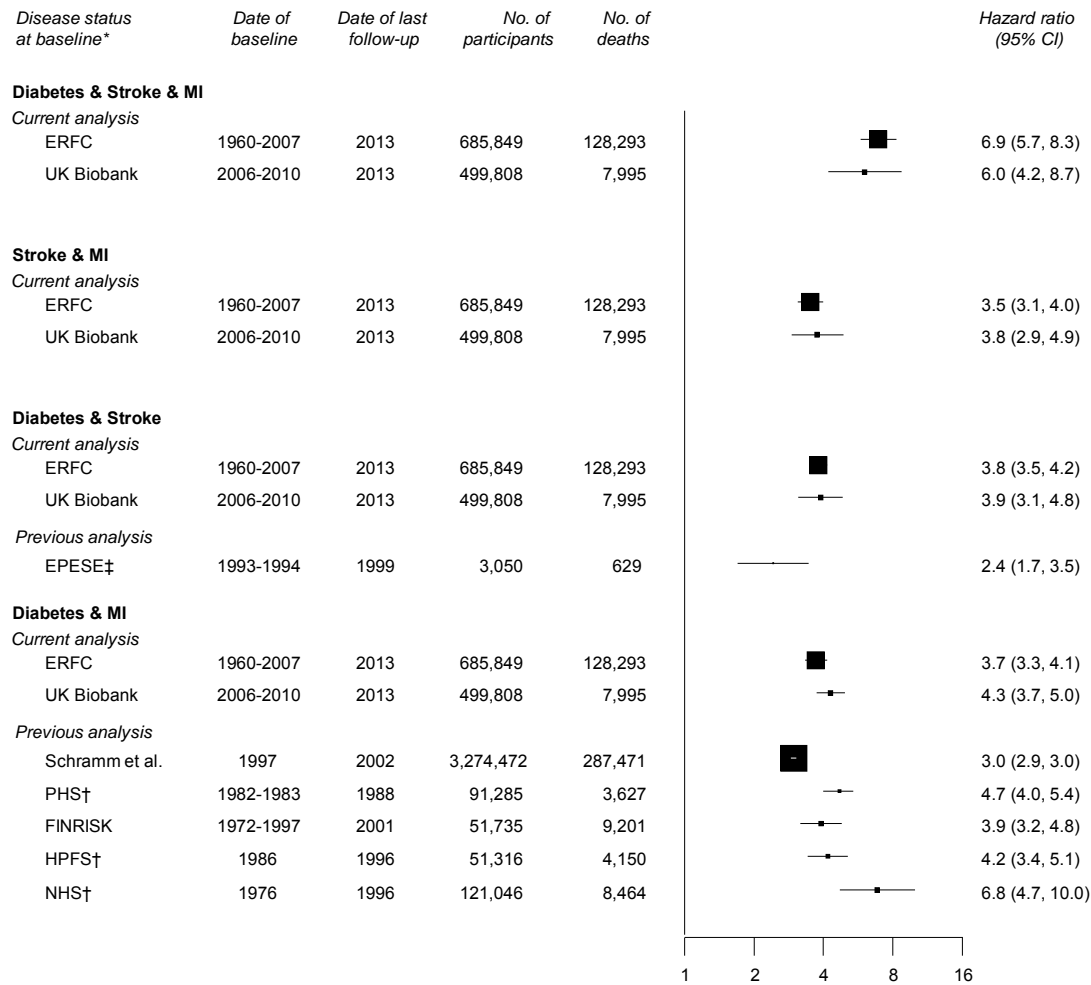 Disease status Date of Date of last No. of No. of Hazard ratio
at baseline* baseline follow-up participants deaths (95% CI)
Diabetes & Stroke & MI
Current analysis
ERFC 1960-2007 2013 685,849 128,293 6.9 (5.7, 8.3)
UK Biobank 2006-2010 2013 499,808 7,995 6.0 (4.2, 8.7)
Stroke & MI
Current analysis
ERFC 1960-2007 2013 685,849 128,293 3.5 (3.1, 4.0)
UK Biobank 2006-2010 2013 499,808 7,995 3.8 (2.9, 4.9)
Diabetes & Stroke
Current analysis
ERFC 1960-2007 2013 685,849 128,293 3.8 (3.5, 4.2)
UK Biobank 2006-2010 2013 499,808 7,995 3.9 (3.1, 4.8)
Previous analysis
EPESE‡ 1993-1994 1999 3,050 629 2.4 (1.7, 3.5)
Diabetes & MI
Current analysis
ERFC 1960-2007 2013 685,849 128,293 3.7 (3.3, 4.1)
UK Biobank 2006-2010 2013 499,808 7,995 4.3 (3.7, 5.0)
Previous analysis
Schramm et al. 1997 2002 3,274,472 287,471 3.0 (2.9, 3.0)
PHS† 1982-1983 1988 91,285 3,627 4.7 (4.0, 5.4)
FINRISK 1972-1997 2001 51,735 9,201 3.9 (3.2, 4.8)
HPFS† 1986 1996 51,316 4,150 4.2 (3.4, 5.1)
NHS† 1976 1996 121,046 8,464 6.8 (4.7, 10.0)
1 2 4 8 16